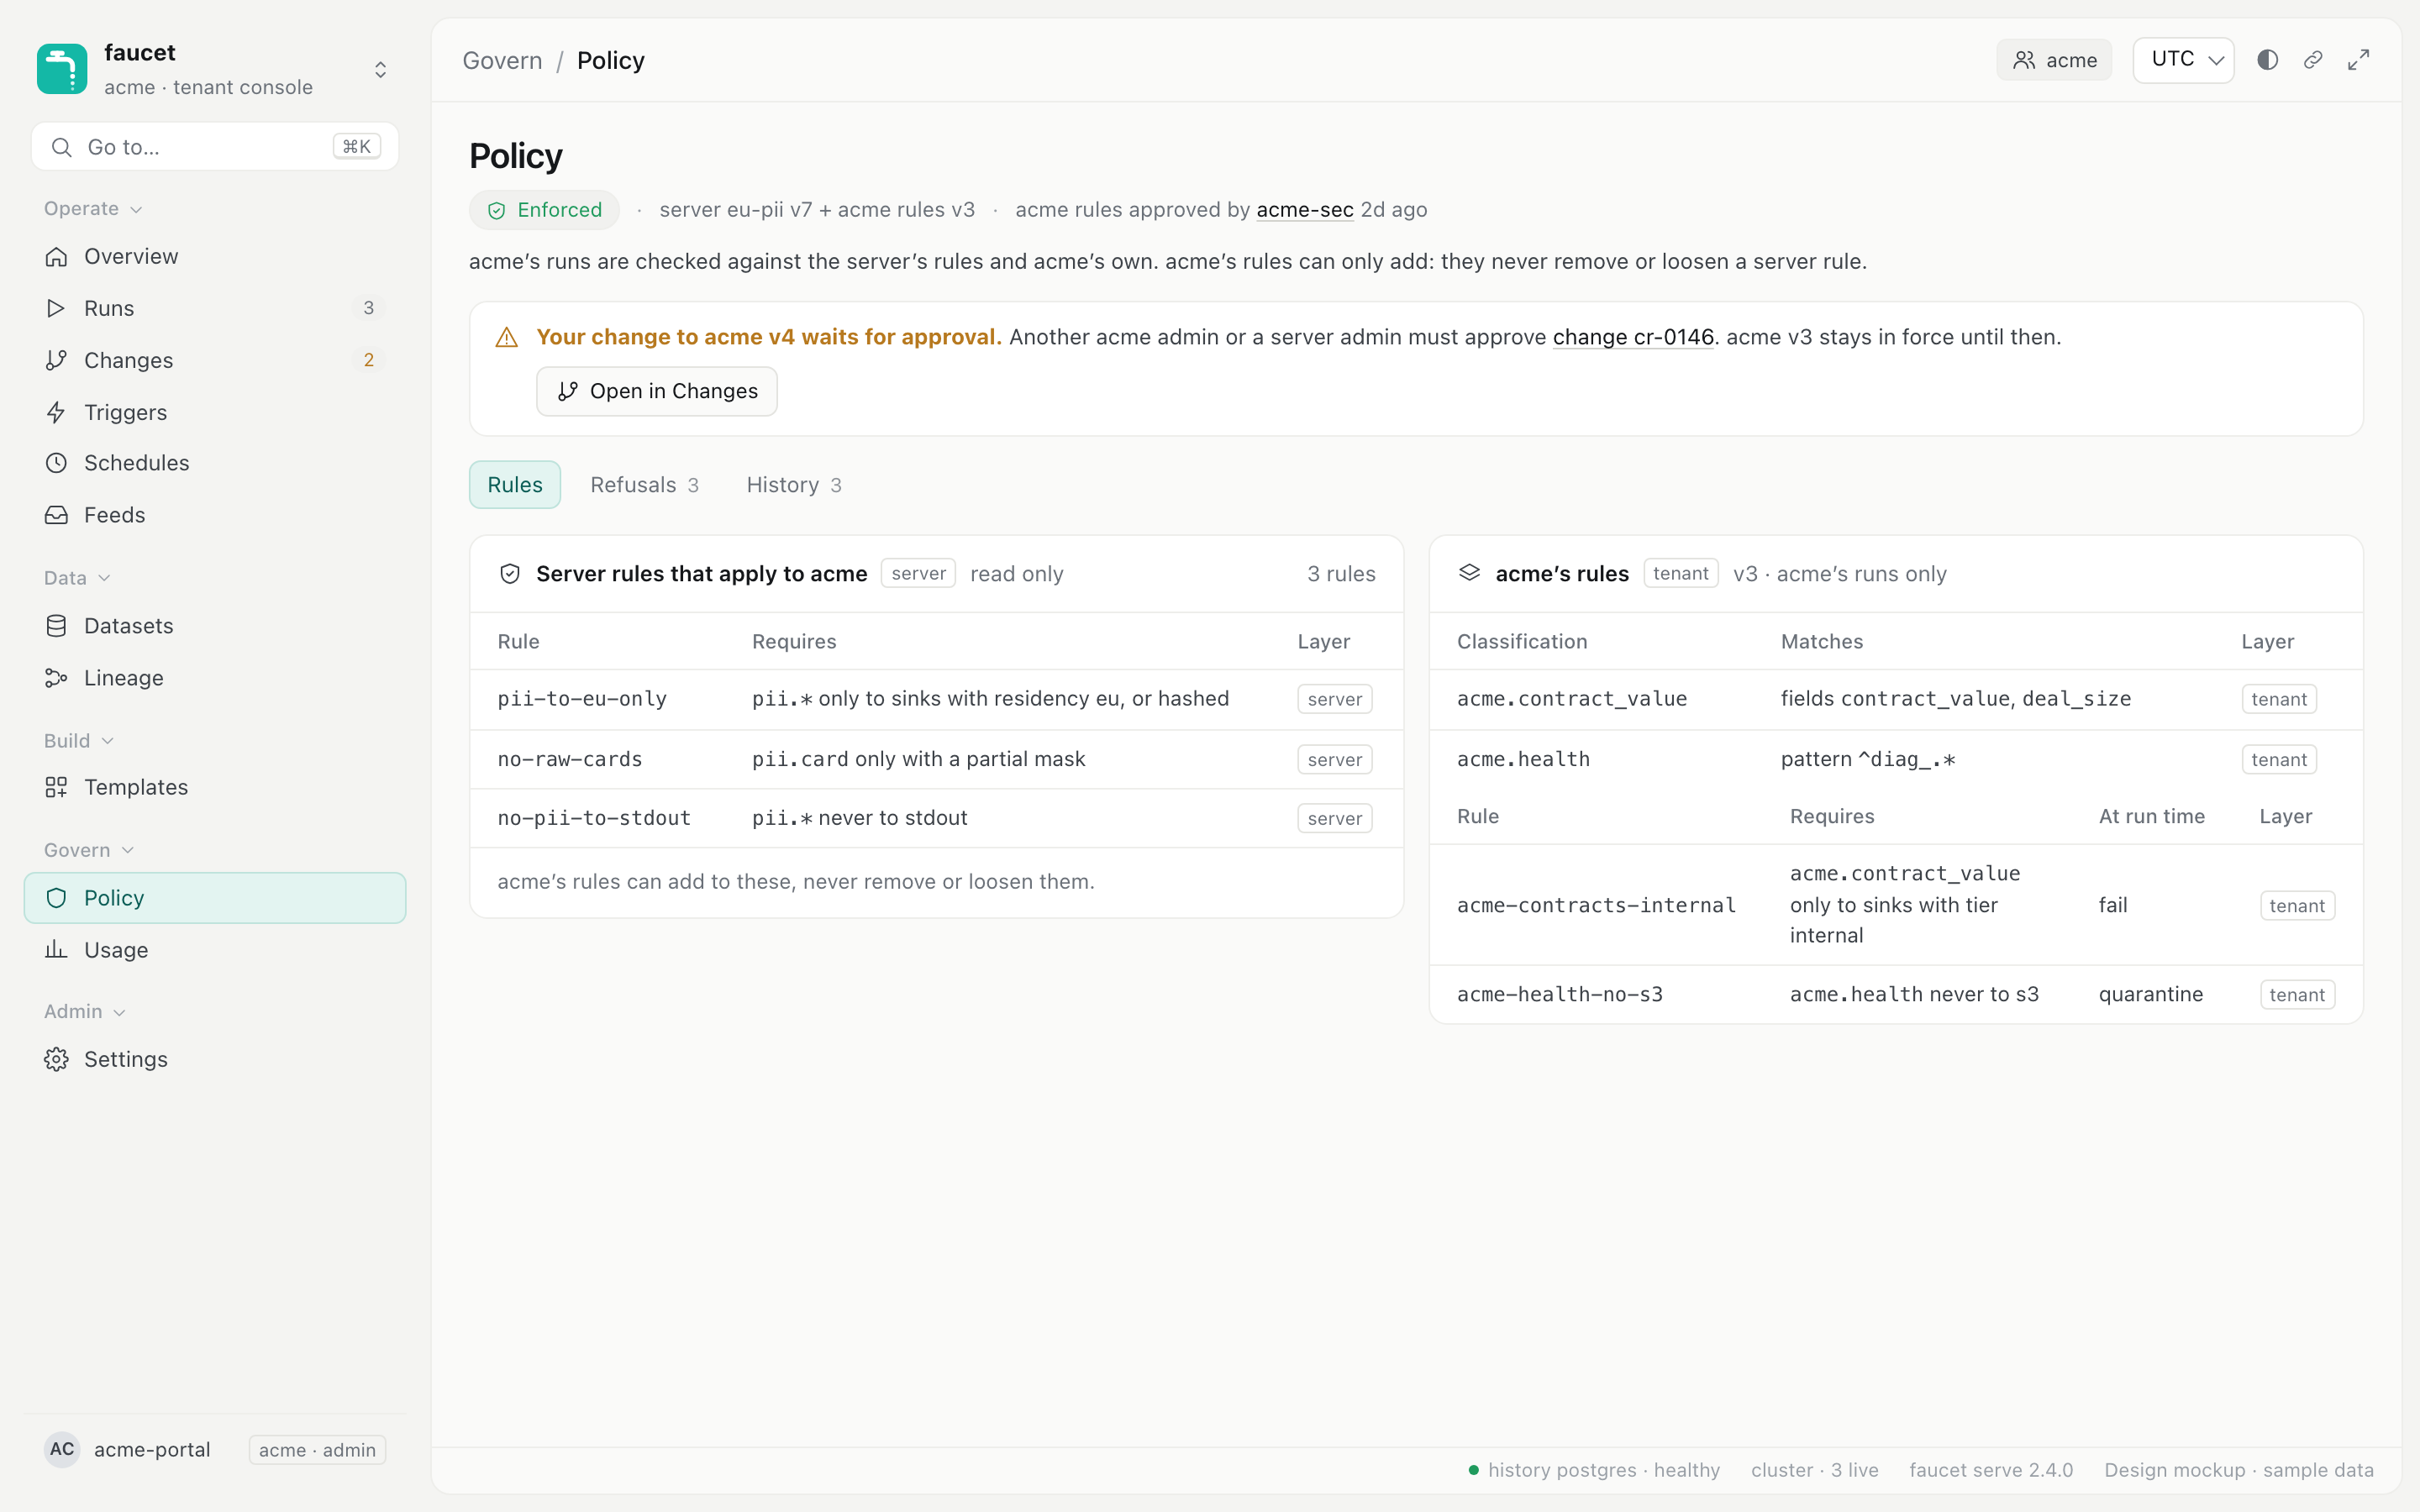 faucet
acme · tenant console
Go to...
⌘K
Operate
Overview
Runs 3
Changes 2
Triggers
Schedules
Feeds
Data
Datasets
Lineage
Build
Templates
Govern
Policy
Usage
Admin
Settings
AC acme-portal acme · admin
Govern / Policy
acme
UTC
Policy
Enforced · server eu-pii v7 + acme rules v3 · acme rules approved by acme-sec 2d ago
acme’s runs are checked against the server’s rules and acme’s own. acme’s rules can only add: they never remove or loosen a server rule.
Your change to acme v4 waits for approval. Another acme admin or a server admin must approve change cr-0146. acme v3 stays in force until then.
Open in Changes
Rules Refusals 3 History 3
Server rules that apply to acme server read only 3 rules
Rule Requires Layer
pii-to-eu-only pii.* only to sinks with residency eu, or hashed server
no-raw-cards pii.card only with a partial mask server
no-pii-to-stdout pii.* never to stdout server
acme’s rules can add to these, never remove or loosen them.
acme’s rules tenant v3 · acme’s runs only
Classification Matches Layer
acme.contract_value fields contract_value, deal_size tenant
acme.health pattern ^diag_.* tenant
Rule Requires At run time Layer
acme-contracts-internal acme.contract_value
only to sinks with tier
internal
fail tenant
acme-health-no-s3 acme.health never to s3 quarantine tenant
history postgres · healthy cluster · 3 live faucet serve 2.4.0 Design mockup · sample data